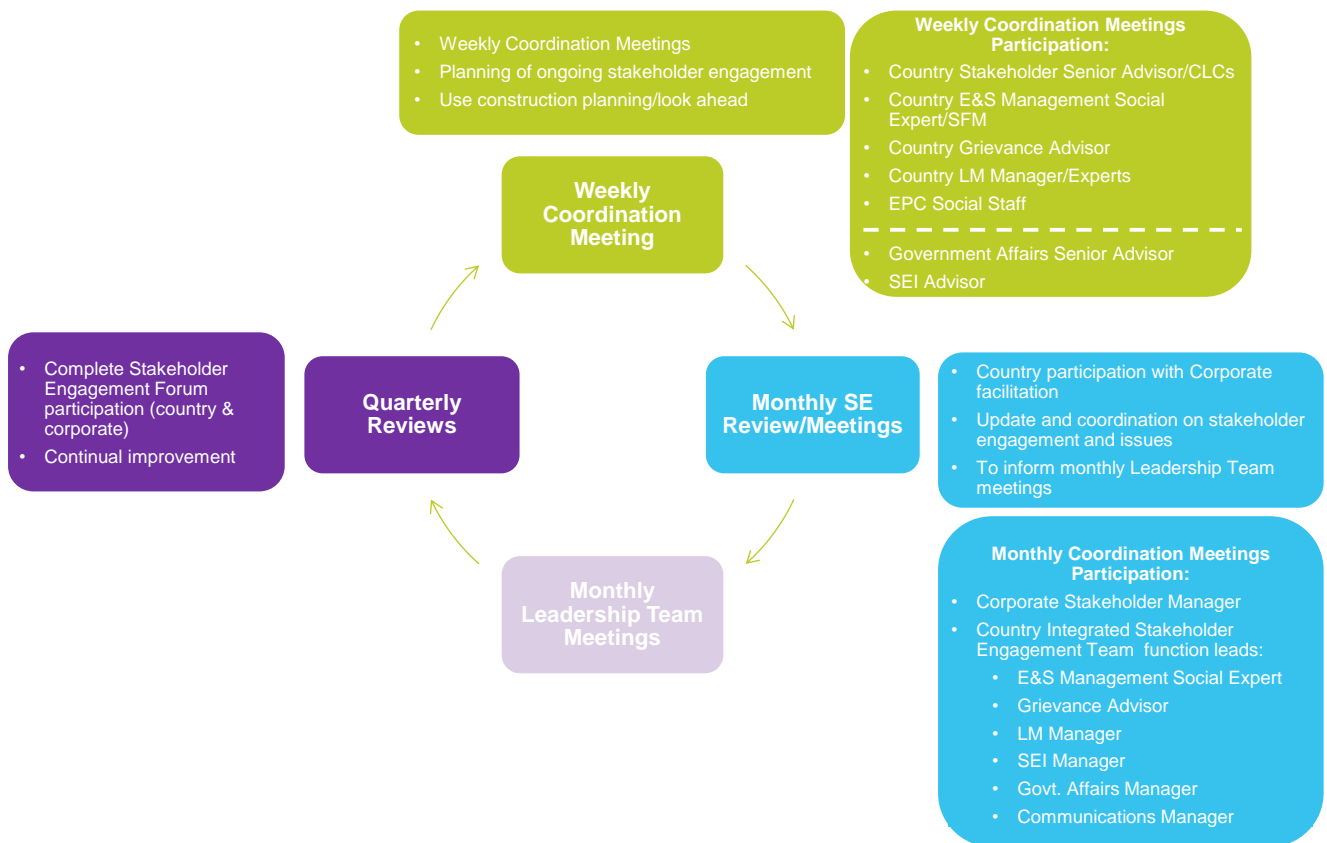 • Weekly Coordination Meetings
• Planning of ongoing stakeholder engagement
• Use construction planning/look ahead
Weekly Coordination Meetings
Participation:
• Country Stakeholder Senior Advisor/CLCs
• Country E&S Management Social
Expert/SFM
• Country Grievance Advisor
• Country LM Manager/Experts
• EPC Social Staff
• Government Affairs Senior Advisor
• SEI Advisor
Weekly
Coordination
Meeting
• Complete Stakeholder
Engagement Forum
participation (country &
corporate)
• Continual improvement
Quarterly
Reviews
Monthly SE
Review/Meetings
• Country participation with Corporate
facilitation
• Update and coordination on stakeholder
engagement and issues
• To inform monthly Leadership Team
meetings
Monthly
Leadership Team
Meetings
Monthly Coordination Meetings
Participation:
• Corporate Stakeholder Manager
• Country Integrated Stakeholder
Engagement Team function leads:
• E&S Management Social Expert
• Grievance Advisor
• LM Manager
• SEI Manager
• Govt. Affairs Manager
• Communications Manager